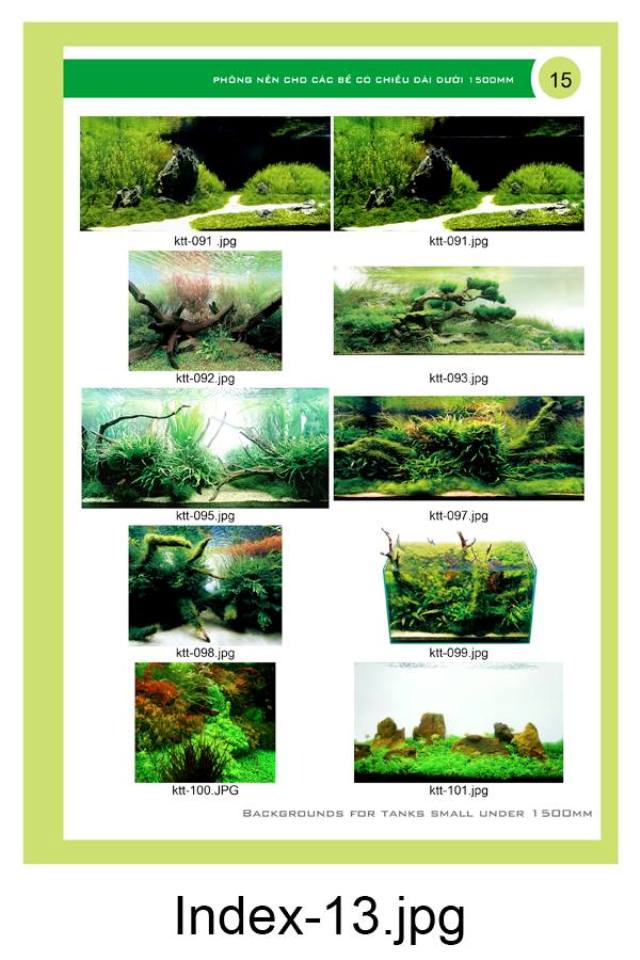 PHÔNG NỀN CHO CÁC BỂ CÓ CHIỀU DÀI DƯỚI 1500MM
15
ktt-091 .jpg
ktt-091.jpg
ktt-092.jpg
ktt-093.jpg
ktt-095.jpg
ktt-097.jpg
ktt-098.jpg
ktt-099.jpg
ktt-100.JPG
ktt-101.jpg
BACKGROUNDS FOR TANKS SMALL UNDER 1500MM
Index-13.jpg